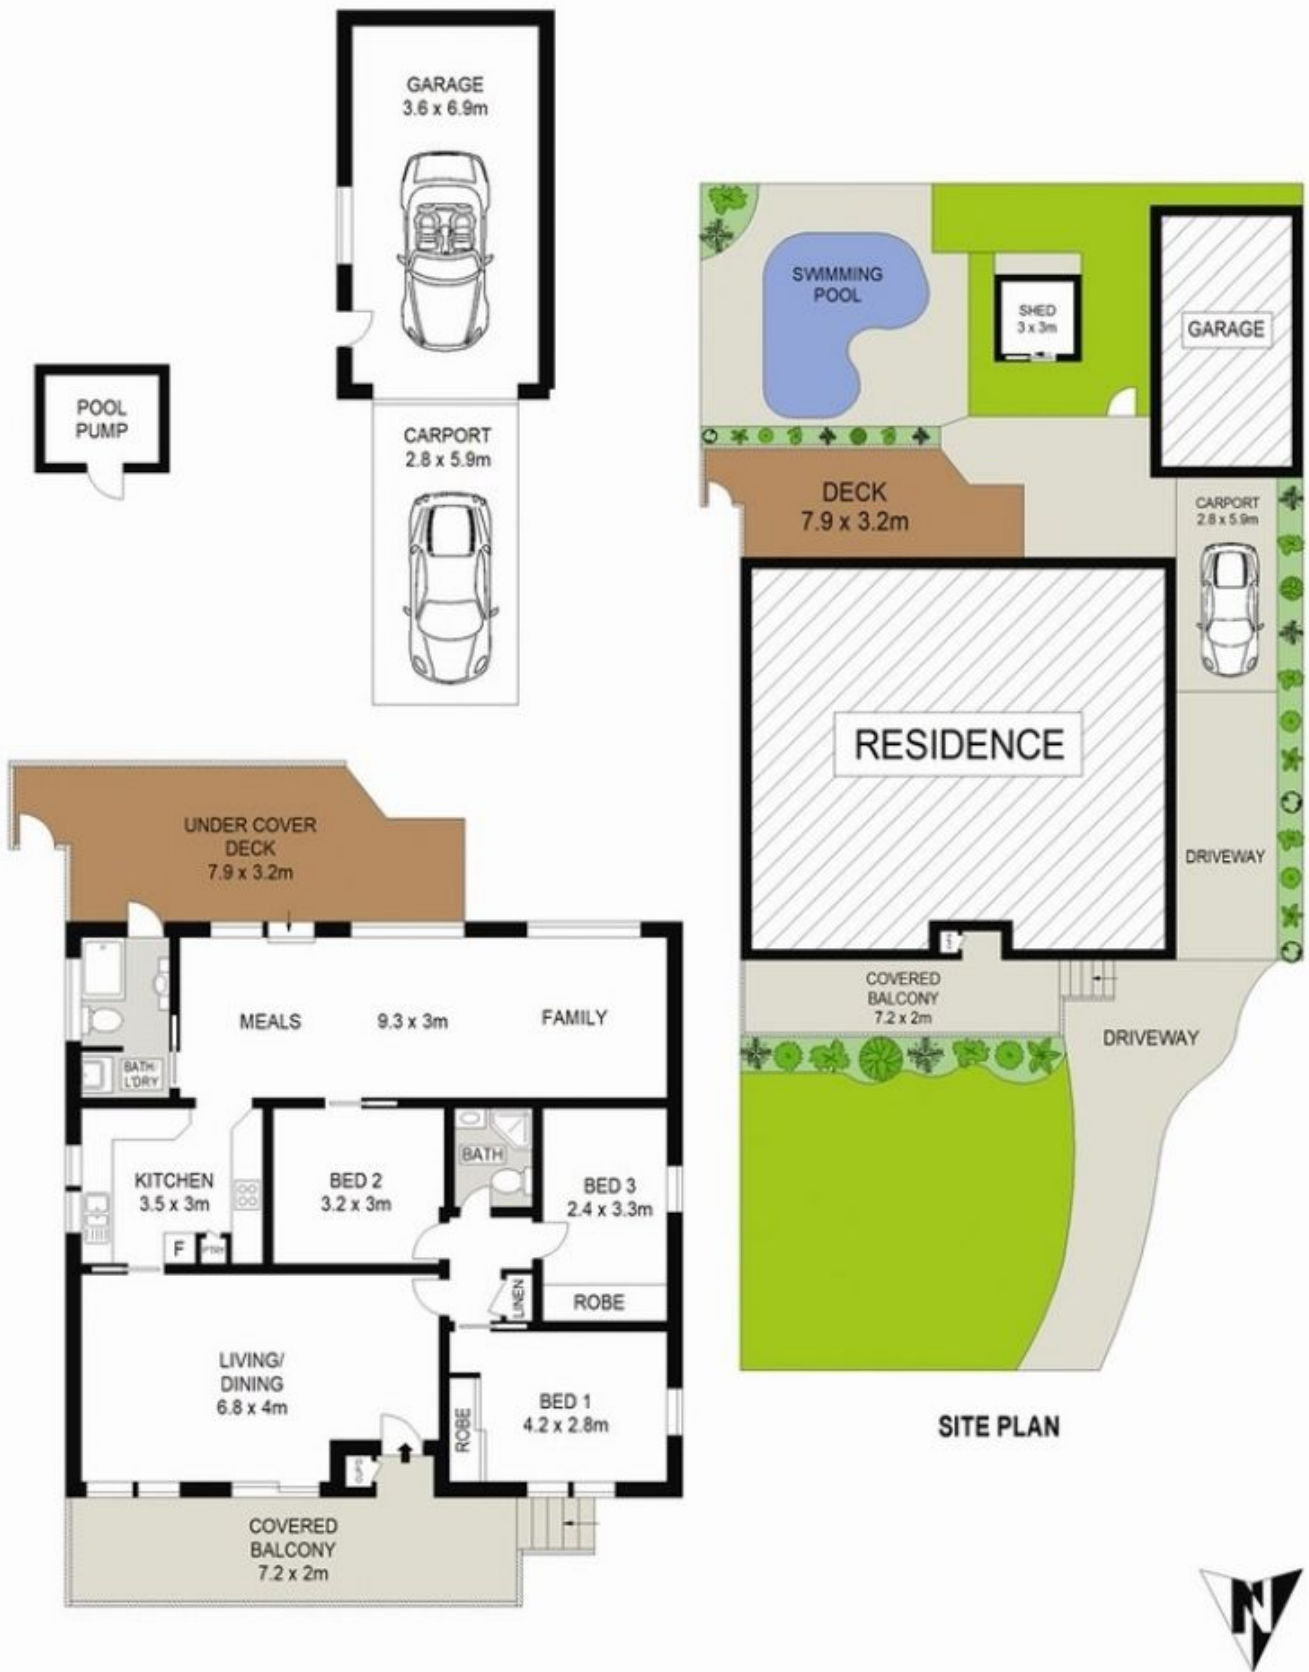 GARAGE
3.6 x 6.9m
POOL
PUMP
CARPORT
2.8 x 5.9m
UNDER COVER
DECK
7.9 x 3.2m
MEALS
9.3 x 3m
FAMILY
BATH
L'DRY
KITCHEN
3.5 x 3m
F
P'TRY
BED 2
3.2 x 3m
BATH
BED 3
2.4 x 3.3m
ROBE
LINEN
LIVING/
DINING
6.8 x 4m
BED 1
4.2 x 2.8m
ROBE
CUP'D
COVERED
BALCONY
7.2 x 2m
SWIMMING
POOL
SHED
3 x 3m
GARAGE
DECK
7.9 x 3.2m
CARPORT
2.8 x 5.9m
RESIDENCE
DRIVEWAY
COVERED
BALCONY
7.2 x 2m
DRIVEWAY
SITE PLAN
N